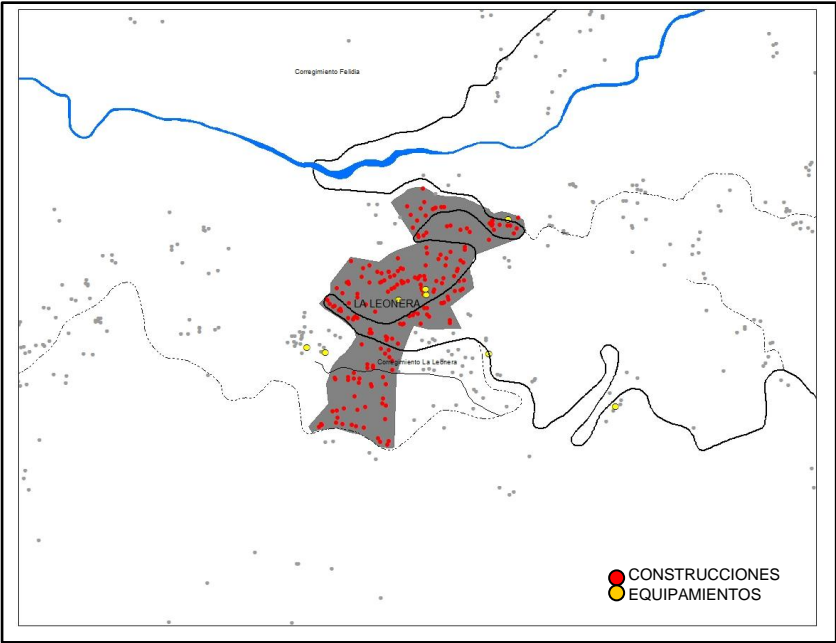 Corregimiento Felidia
LA LEONERA
Corregimiento La Leonera
CONSTRUCCIONES
EQUIPAMIENTOS